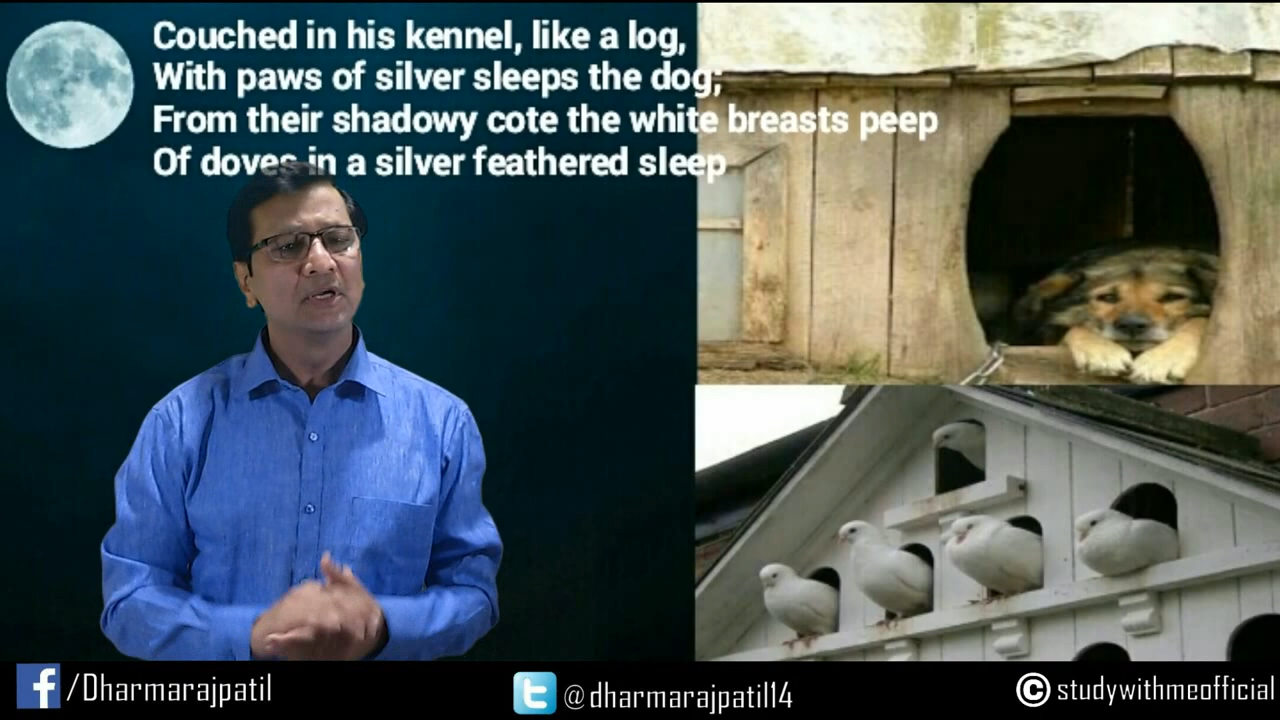 Couched in his kennel, like a log,
With paws of silver sleeps the dog;
From their shadowy cote the white breasts peep
Of doves in a silver feathered sleep
f /Dharmarajpatil
@dharmarajpatil14
© studywithmeofficial